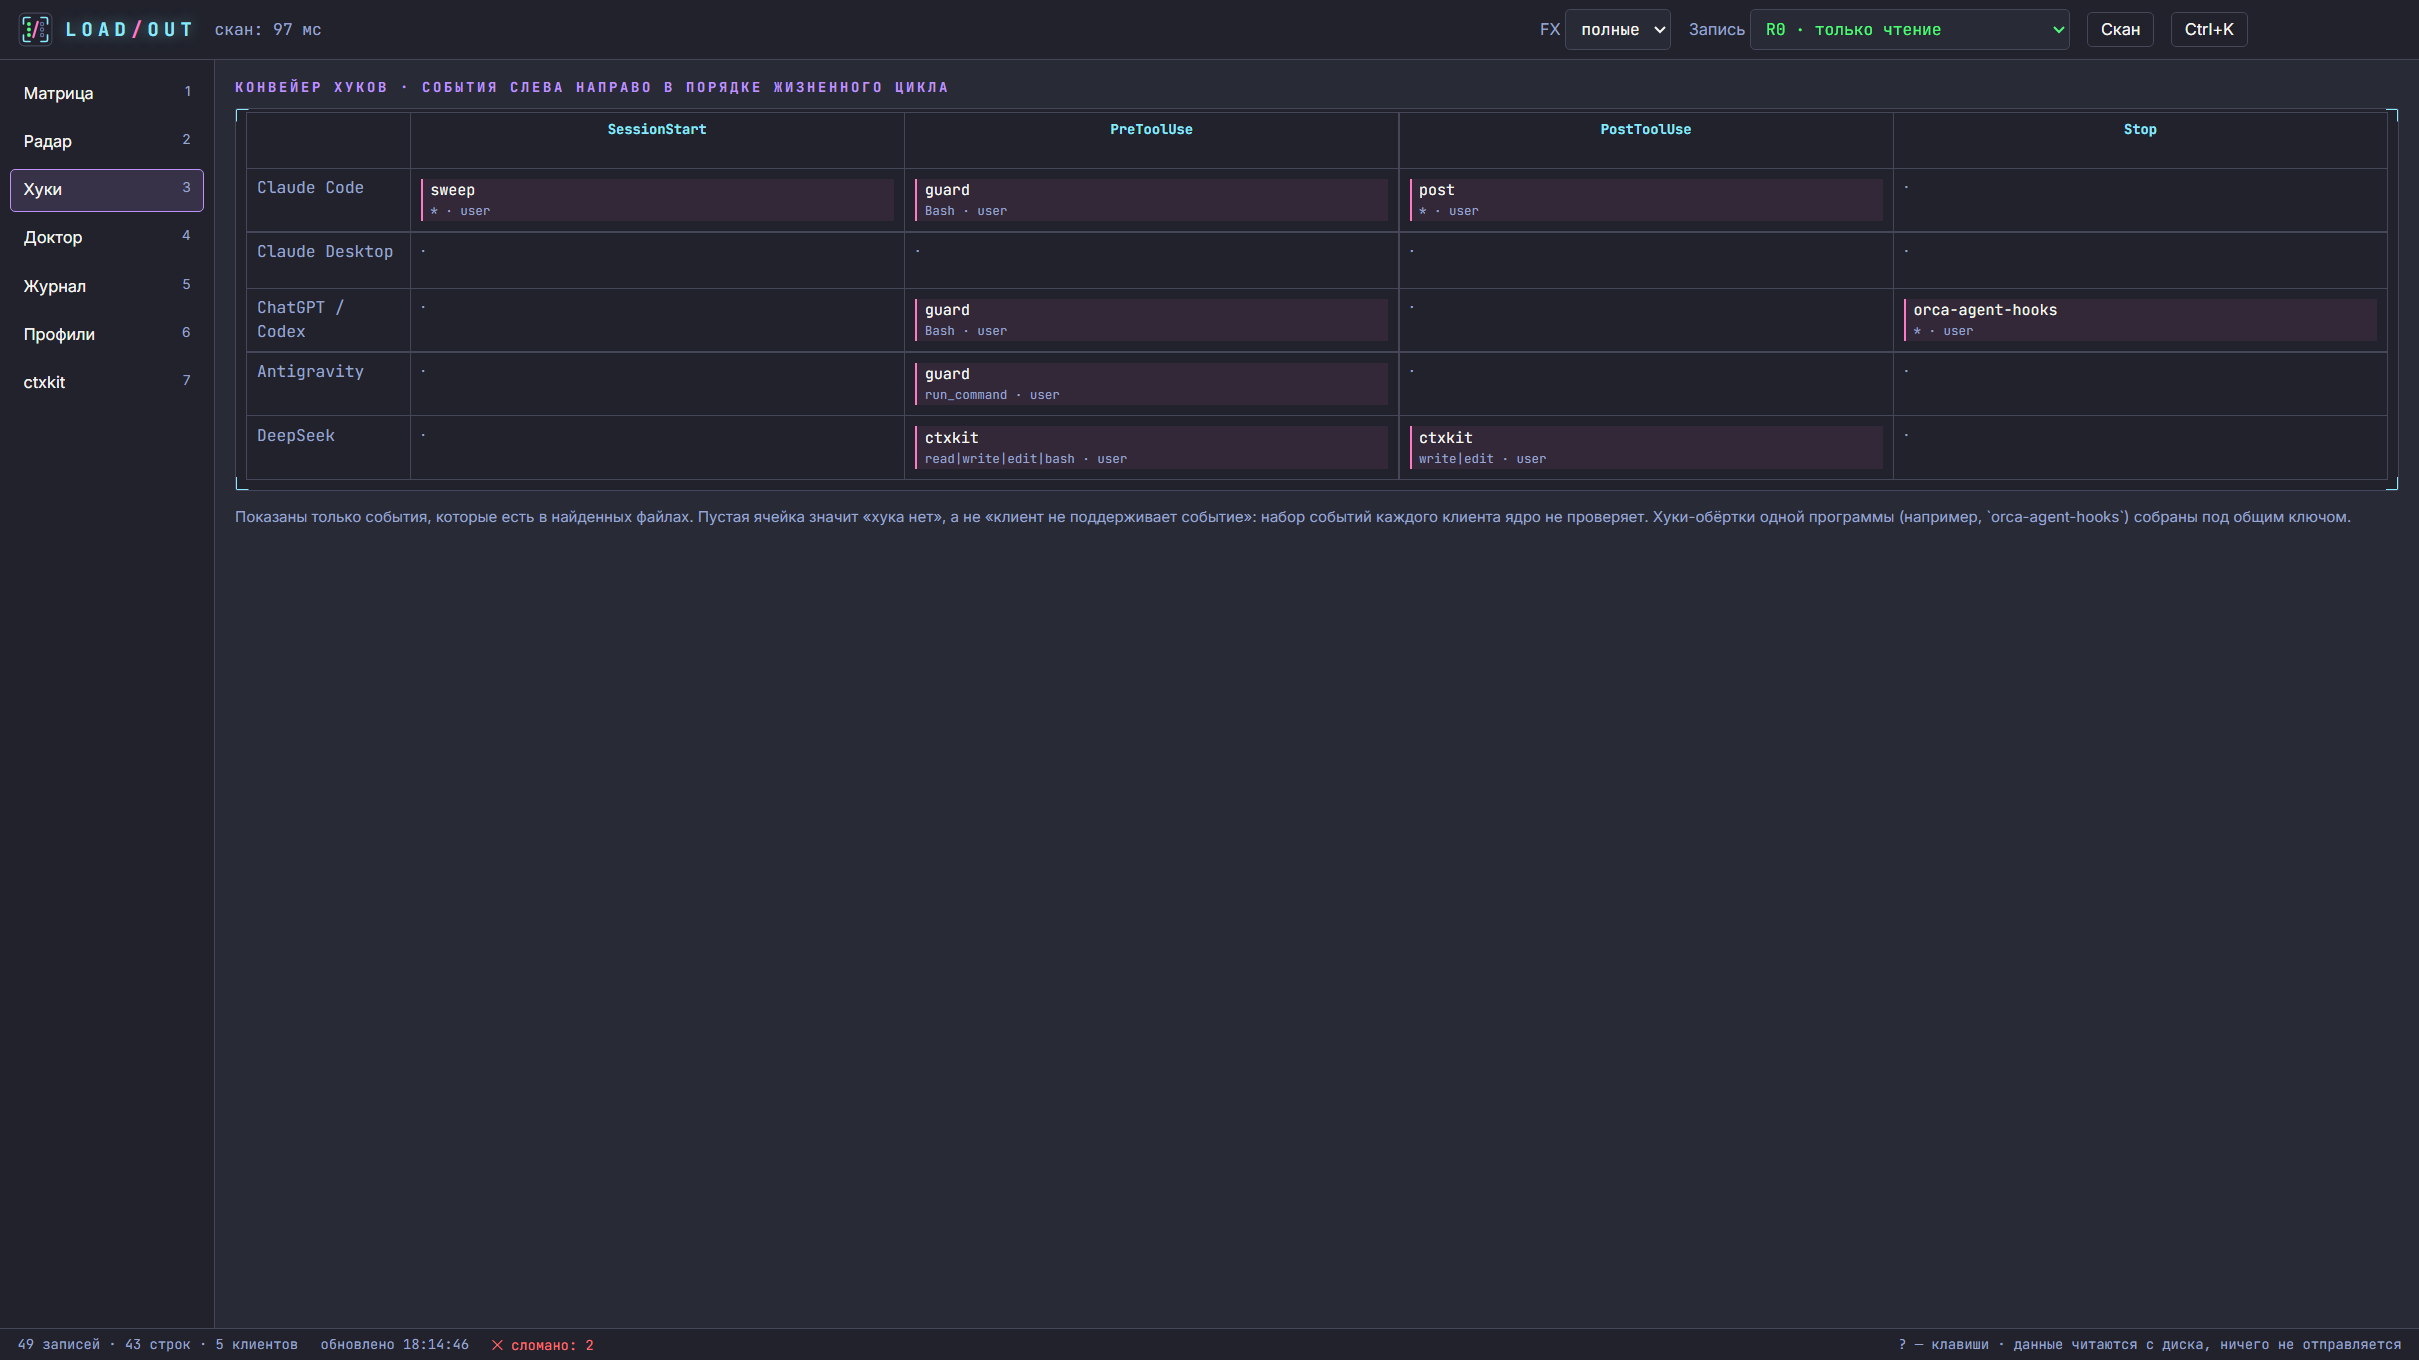 LOAD/OUT скан: 97 мс FX полные Запись R0 · только чтение Скан Ctrl+K
Матрица 1
Радар 2
Хуки 3
Доктор 4
Журнал 5
Профили 6
ctxkit 7
КОНВЕЙЕР ХУКОВ · СОБЫТИЯ СЛЕВА НАПРАВО В ПОРЯДКЕ ЖИЗНЕННОГО ЦИКЛА
SessionStart PreToolUse PostToolUse Stop
Claude Code sweep guard post ·
* · user Bash · user * · user
Claude Desktop · · · ·
ChatGPT / · guard · orca-agent-hooks
Codex Bash · user * · user
Antigravity · guard · ·
run_command · user
DeepSeek · ctxkit ctxkit ·
read|write|edit|bash · user write|edit · user
Показаны только события, которые есть в найденных файлах. Пустая ячейка значит «хука нет», а не «клиент не поддерживает событие»: набор событий каждого клиента ядро не проверяет. Хуки-обёртки одной программы (например, `orca-agent-hooks`) собраны под общим ключом.
49 записей · 43 строк · 5 клиентов обновлено 18:14:46 × сломано: 2 ? — клавиши · данные читаются с диска, ничего не отправляется